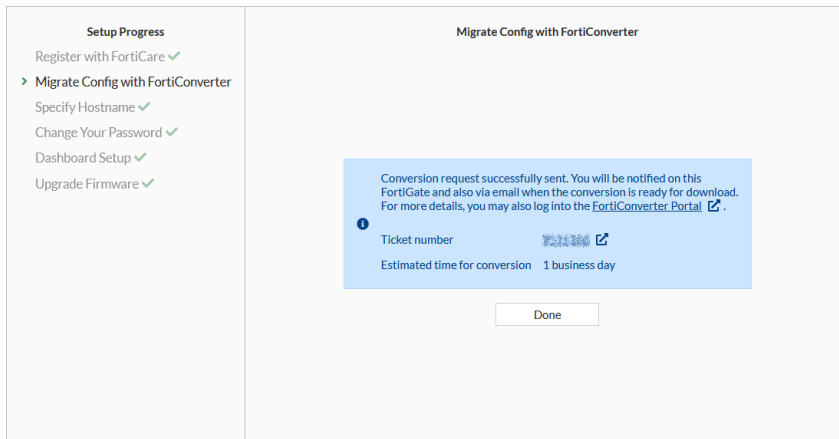 Setup Progress
Register with FortiCare
Migrate Config with FortiConverter
Specify Hostname
Change Your Password
Dashboard Setup
Upgrade Firmware
Migrate Config with FortiConverter
Conversion request successfully sent. You will be notified on this
FortiGate and also via email when the conversion is ready for download.
For more details, you may also log into the FortiConverter Portal .
Ticket number
Estimated time for conversion 1 business day
Done